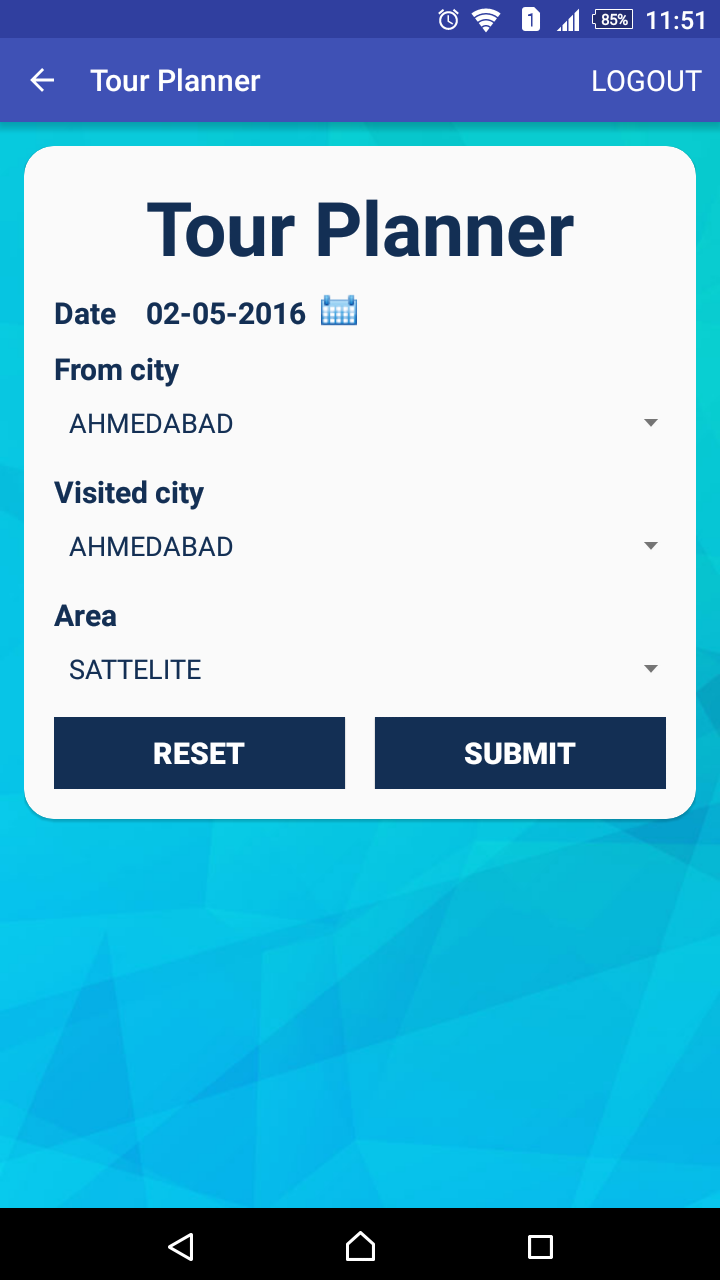 1 85% 11:51
Tour Planner LOGOUT
Tour Planner
Date 02-05-2016
From city
AHMEDABAD
Visited city
AHMEDABAD
Area
SATTELITE
RESET SUBMIT